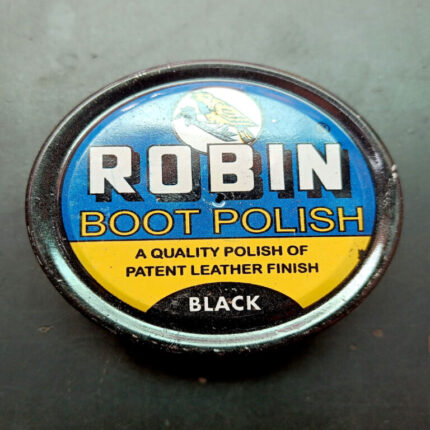 ROBIN
BOOT POLISH
A QUALITY POLISH OF
PATENT LEATHER FINISH
BLACK